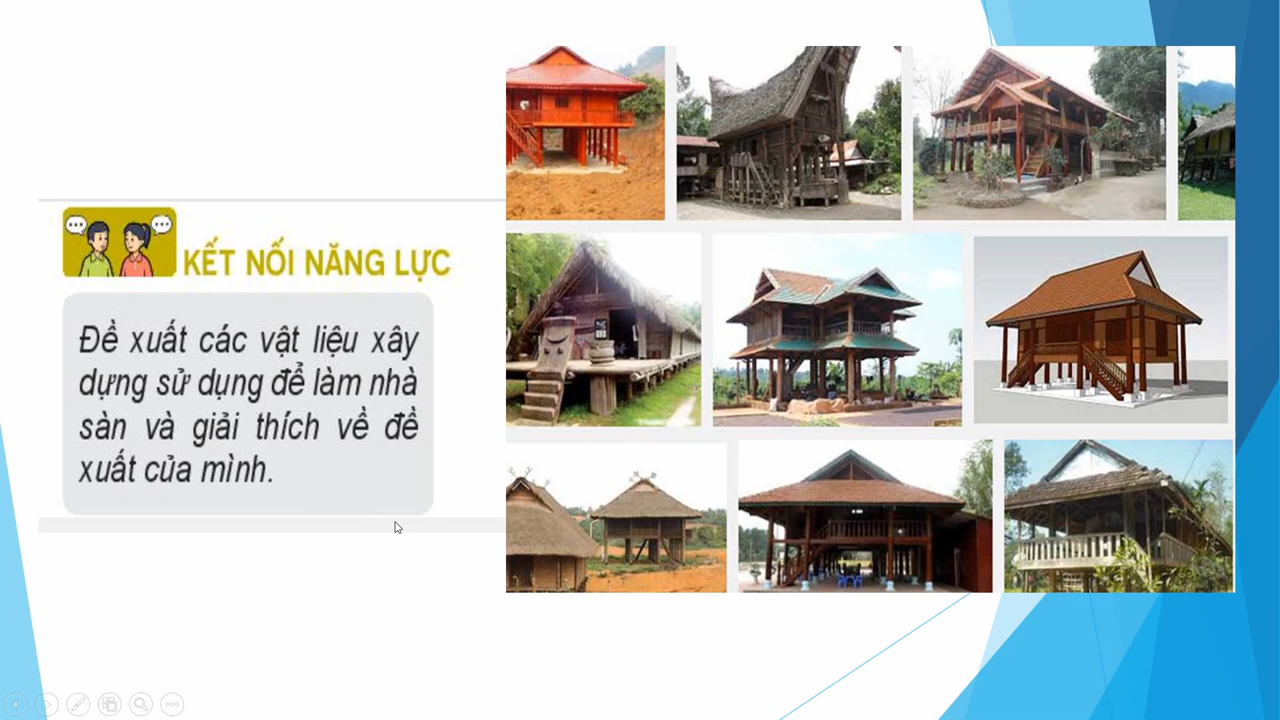 KẾT NỐI NĂNG LỰC
Đề xuất các vật liệu xây
dựng sử dụng để làm nhà
sàn và giải thích về đề
xuất của mình.